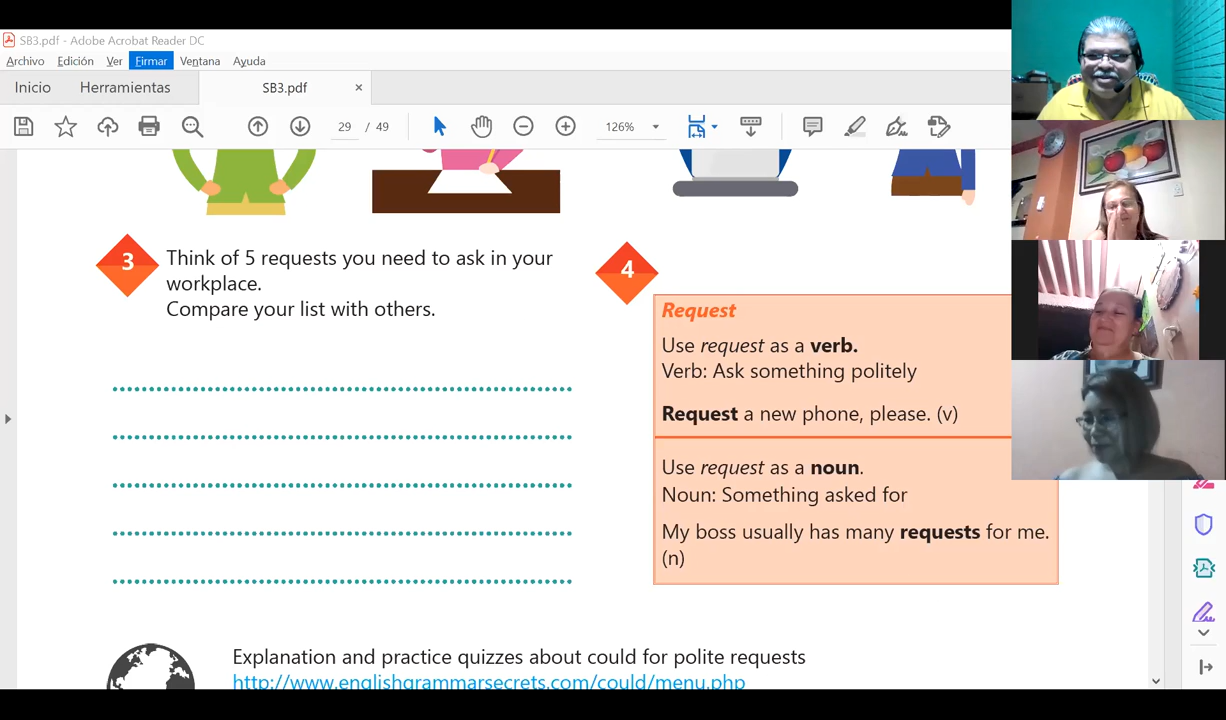 SB3.pdf - Adobe Acrobat Reader DC
Archivo Edición Ver Firmar Ventana Ayuda
Inicio Herramientas SB3.pdf ×
29 / 49 126%
3 Think of 5 requests you need to ask in your
workplace.
Compare your list with others.
4
Request
Use request as a verb.
Verb: Ask something politely
Request a new phone, please. (v)
Use request as a noun.
Noun: Something asked for
My boss usually has many requests for me.
(n)
Explanation and practice quizzes about could for polite requests
http://www.englishgrammarsecrets.com/could/menu.php